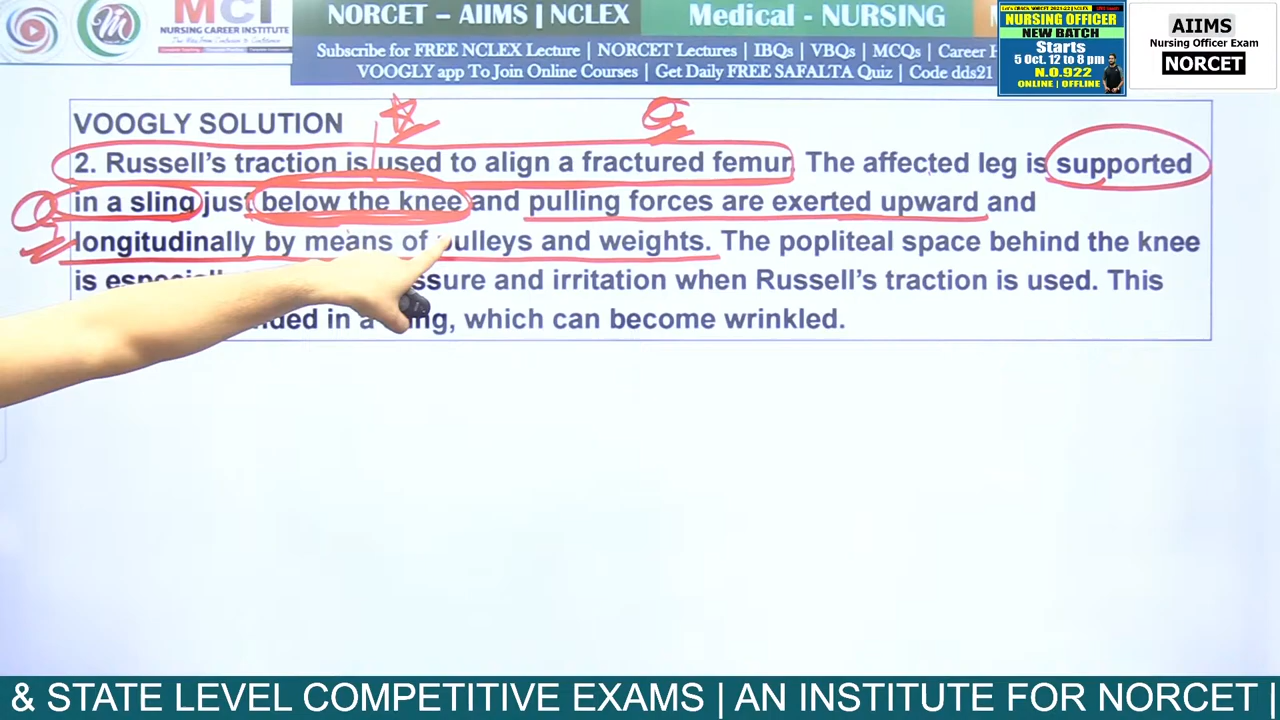 MCI
NURSING CAREER INSTITUTE
NORCET – AIIMS | NCLEX
Medical - NURSING
Subscribe for FREE NCLEX Lecture | NORCET Lectures | IBQs | VBQs | MCQs | Career
VOOGLY app To Join Online Courses | Get Daily FREE SAFALTA Quiz | Code dds21
NURSING OFFICER
NEW BATCH
Starts
5 Oct. 12 to 8 pm
N.O.922
ONLINE | OFFLINE
AIIMS
Nursing Officer Exam
NORCET
VOOGLY SOLUTION
2. Russell’s traction is used to align a fractured femur. The affected leg is supported
in a sling just below the knee and pulling forces are exerted upward and
longitudinally by means of pulleys and weights. The popliteal space behind the knee
is and irritation when Russell’s traction is used. This
in a which can become wrinkled.
& STATE LEVEL COMPETITIVE EXAMS | AN INSTITUTE FOR NORCET |